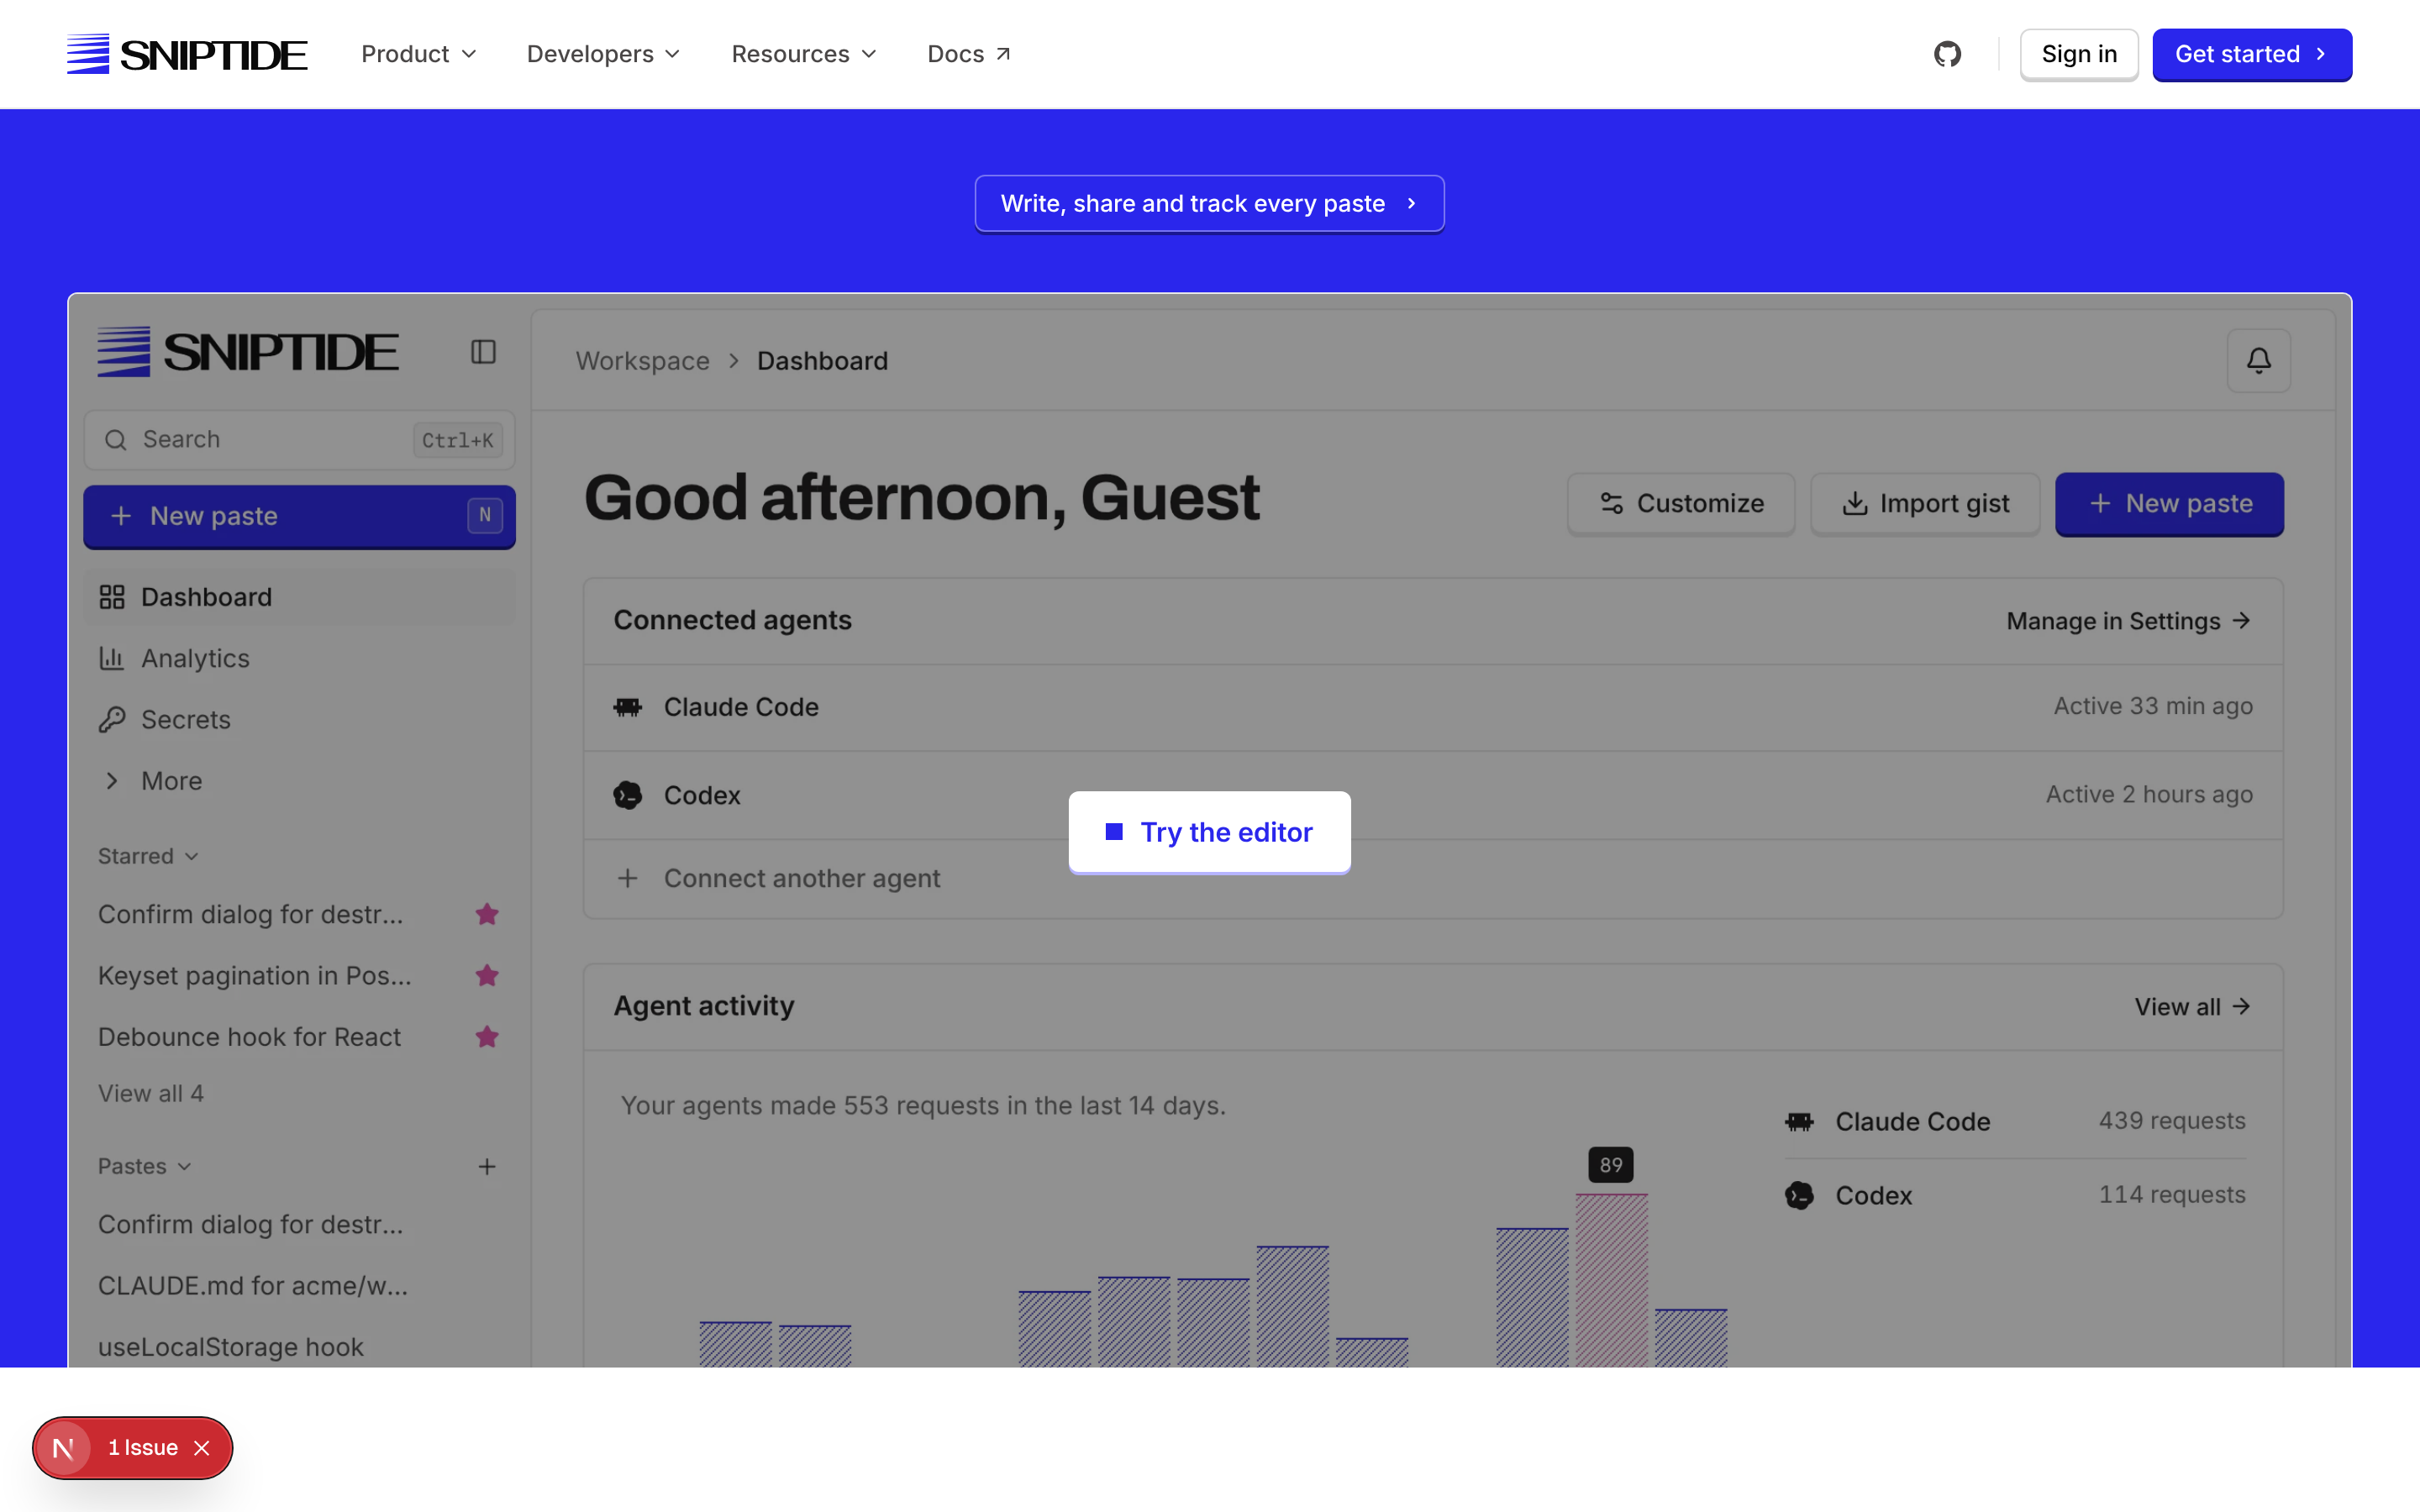 SNIPTIDE
Product
Developers
Resources
Docs
Sign in
Get started
Write, share and track every paste
SNIPTIDE
Search
Ctrl+K
New paste
N
Dashboard
Analytics
Secrets
More
Starred
Confirm dialog for destr...
Keyset pagination in Pos...
Debounce hook for React
View all 4
Pastes
Confirm dialog for destr...
CLAUDE.md for acme/w...
useLocalStorage hook
Workspace
Dashboard
Good afternoon, Guest
Customize
Import gist
New paste
Connected agents
Manage in Settings
Claude Code
Active 33 min ago
Codex
Active 2 hours ago
Try the editor
Connect another agent
Agent activity
View all
Your agents made 553 requests in the last 14 days.
Claude Code
439 requests
Codex
114 requests
89
N
1 Issue